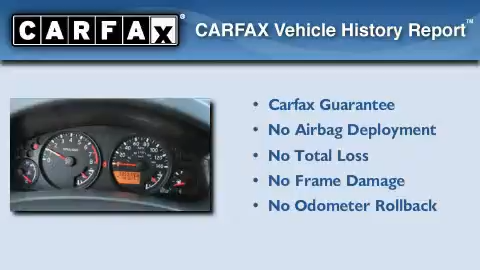 CARFAX® CARFAX Vehicle History Report™
• Carfax Guarantee
• No Airbag Deployment
• No Total Loss
• No Frame Damage
• No Odometer Rollback